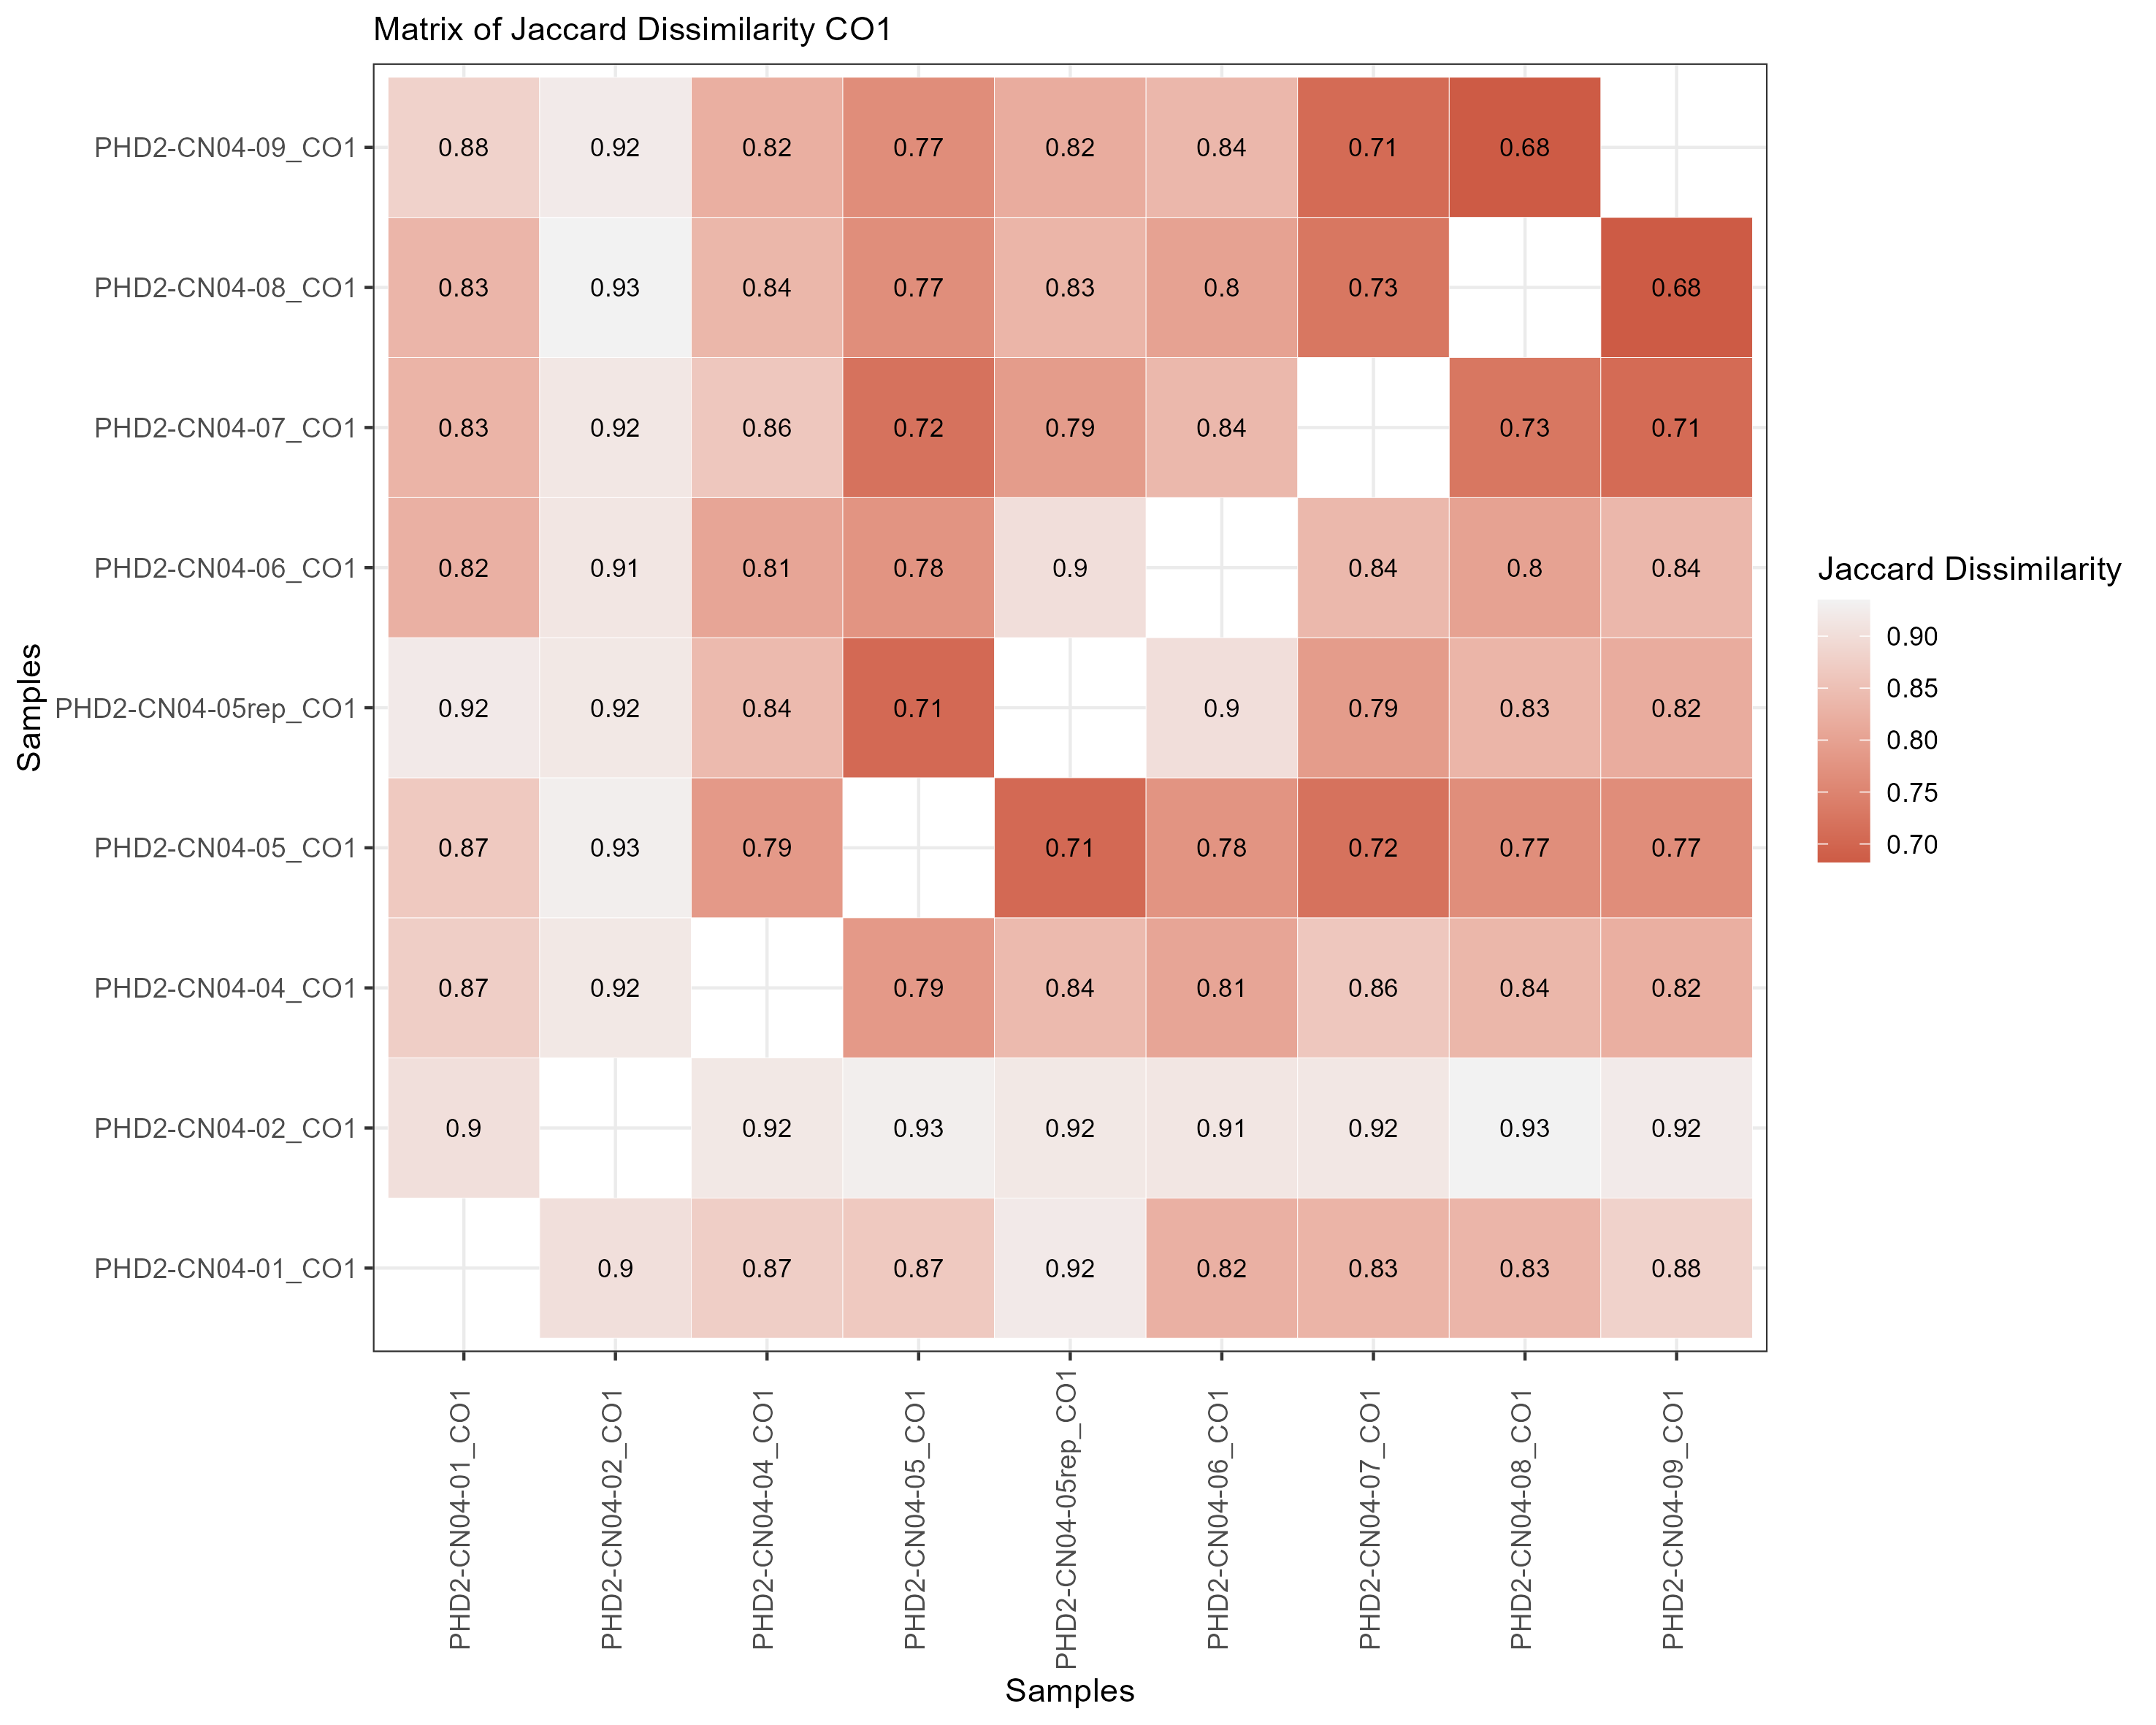 Matrix of Jaccard Dissimilarity CO1
PHD2-CN04-09_CO1 0.88 0.92 0.82 0.77 0.82 0.84 0.71 0.68
PHD2-CN04-08_CO1 0.83 0.93 0.84 0.77 0.83 0.8 0.73 0.68
PHD2-CN04-07_CO1 0.83 0.92 0.86 0.72 0.79 0.84 0.73 0.71
PHD2-CN04-06_CO1 0.82 0.91 0.81 0.78 0.9 0.84 0.8 0.84
PHD2-CN04-05rep_CO1 0.92 0.92 0.84 0.71 0.9 0.79 0.83 0.82
PHD2-CN04-05_CO1 0.87 0.93 0.79 0.71 0.78 0.72 0.77 0.77
PHD2-CN04-04_CO1 0.87 0.92 0.79 0.84 0.81 0.86 0.84 0.82
PHD2-CN04-02_CO1 0.9 0.92 0.93 0.92 0.91 0.92 0.93 0.92
PHD2-CN04-01_CO1 0.9 0.87 0.87 0.92 0.82 0.83 0.83 0.88
Samples
PHD2-CN04-01_CO1
PHD2-CN04-02_CO1
PHD2-CN04-04_CO1
PHD2-CN04-05_CO1
PHD2-CN04-05rep_CO1
PHD2-CN04-06_CO1
PHD2-CN04-07_CO1
PHD2-CN04-08_CO1
PHD2-CN04-09_CO1
Samples
Jaccard Dissimilarity
0.90
0.85
0.80
0.75
0.70